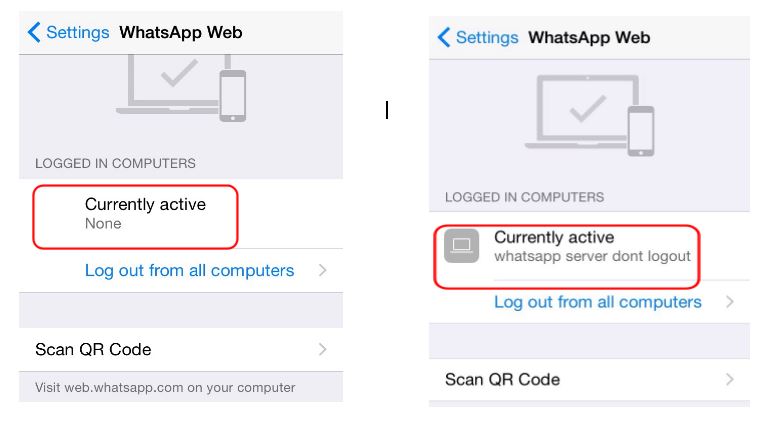 Settings WhatsApp Web
LOGGED IN COMPUTERS
Currently active
None
Log out from all computers
Scan QR Code
Visit web.whatsapp.com on your computer
Settings WhatsApp Web
LOGGED IN COMPUTERS
Currently active
whatsapp server dont logout
Log out from all computers
Scan QR Code